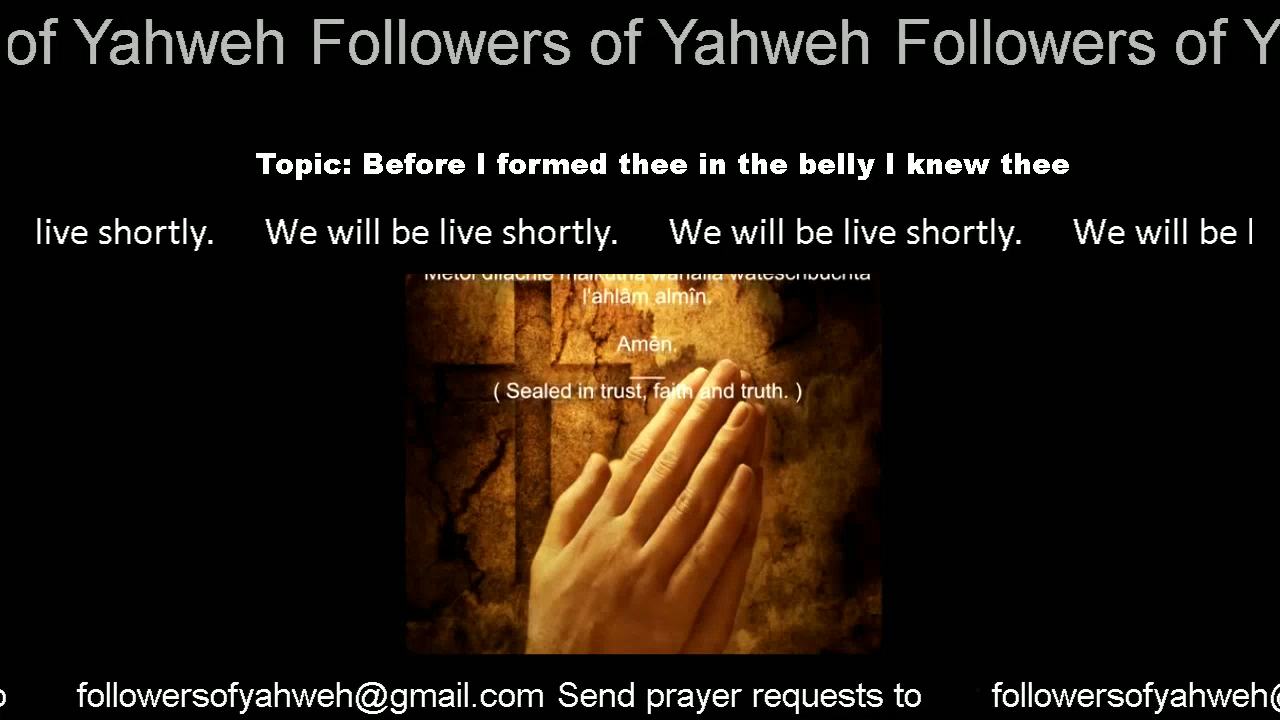 of Yahweh Followers of Yahweh Followers of Y
Topic: Before I formed thee in the belly I knew thee
live shortly. We will be live shortly. We will be live shortly. We will be l
l'ahlâm almîn.
Amên.
( Sealed in trust, faith and truth. )
o followersofyahweh@gmail.com Send prayer requests to followersofyahweh@